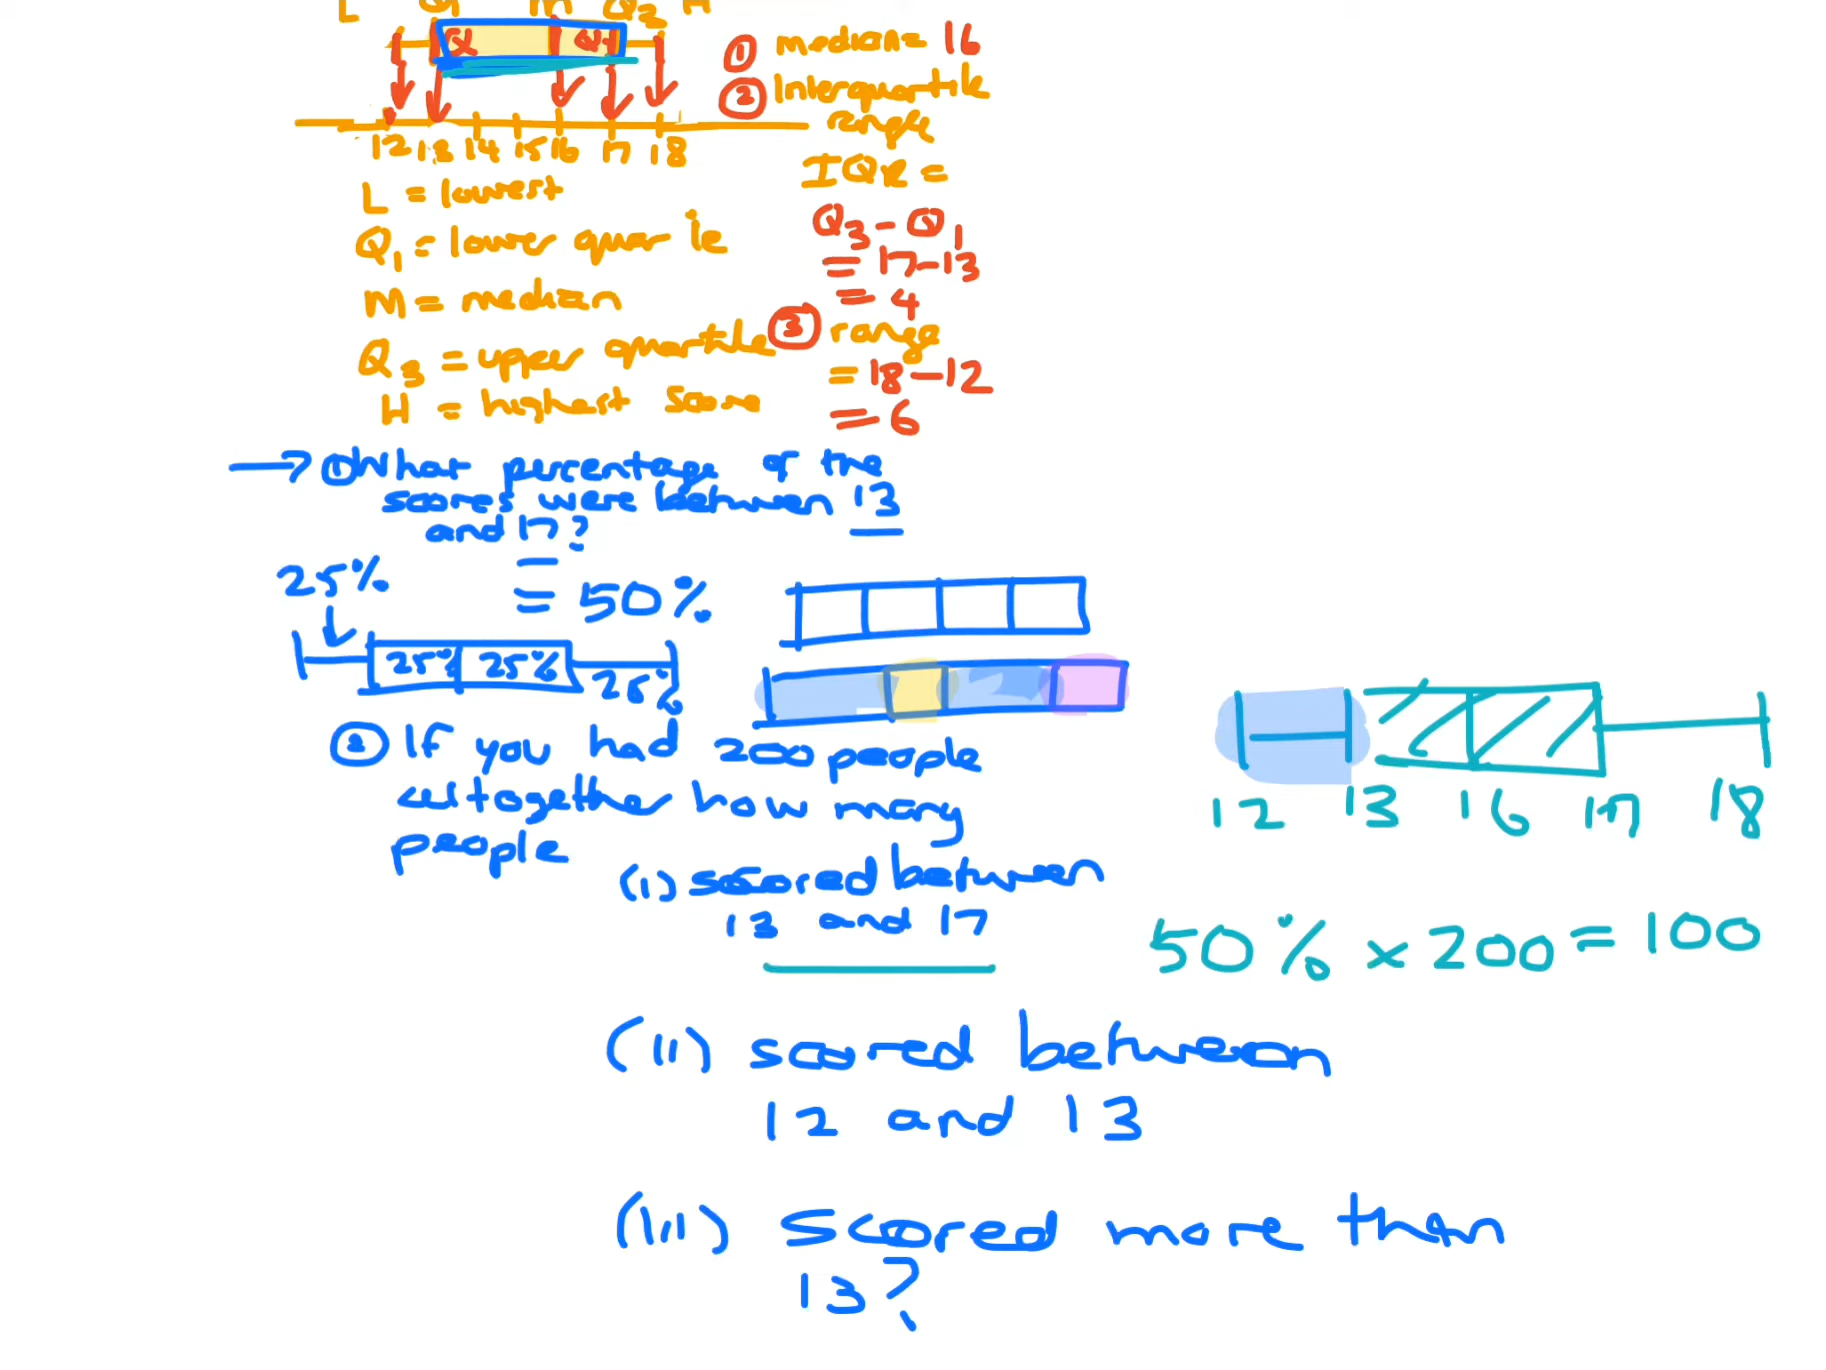 L Q1 M Q2 H
① median = 16
② Interquartile
range
12 13 14 15 16 17 18
IQR =
L = lowest
Q3 - Q1
Q1 = lower quar ie
= 17-13
M = median
= 4
③ range
Q3 = upper quartile
= 18-12
H = highest score
= 6
→ ① What percentage of the
scores were between 13
and 17?
25%
= 50%
25% 25%
25%
② If you had 200 people
altogether how many
people
12 13 16 17 18
(i) scored between
13 and 17
50% × 200 = 100
(ii) scored between
12 and 13
(iii) scored more than
13?